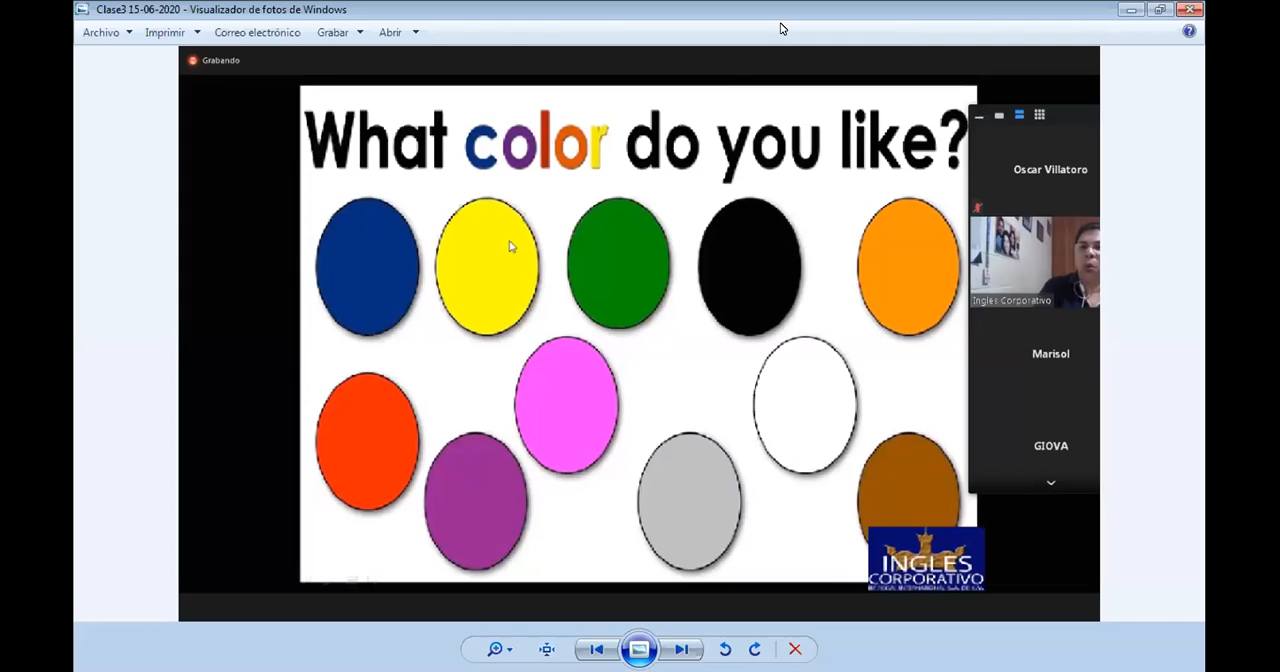 Clase3 15-06-2020 - Visualizador de fotos de Windows
Archivo Imprimir Correo electrónico Grabar Abrir
Grabando
What color do you like?
Oscar Villatoro
Ingles Corporativo
Marisol
GIOVA
INGLES
CORPORATIVO